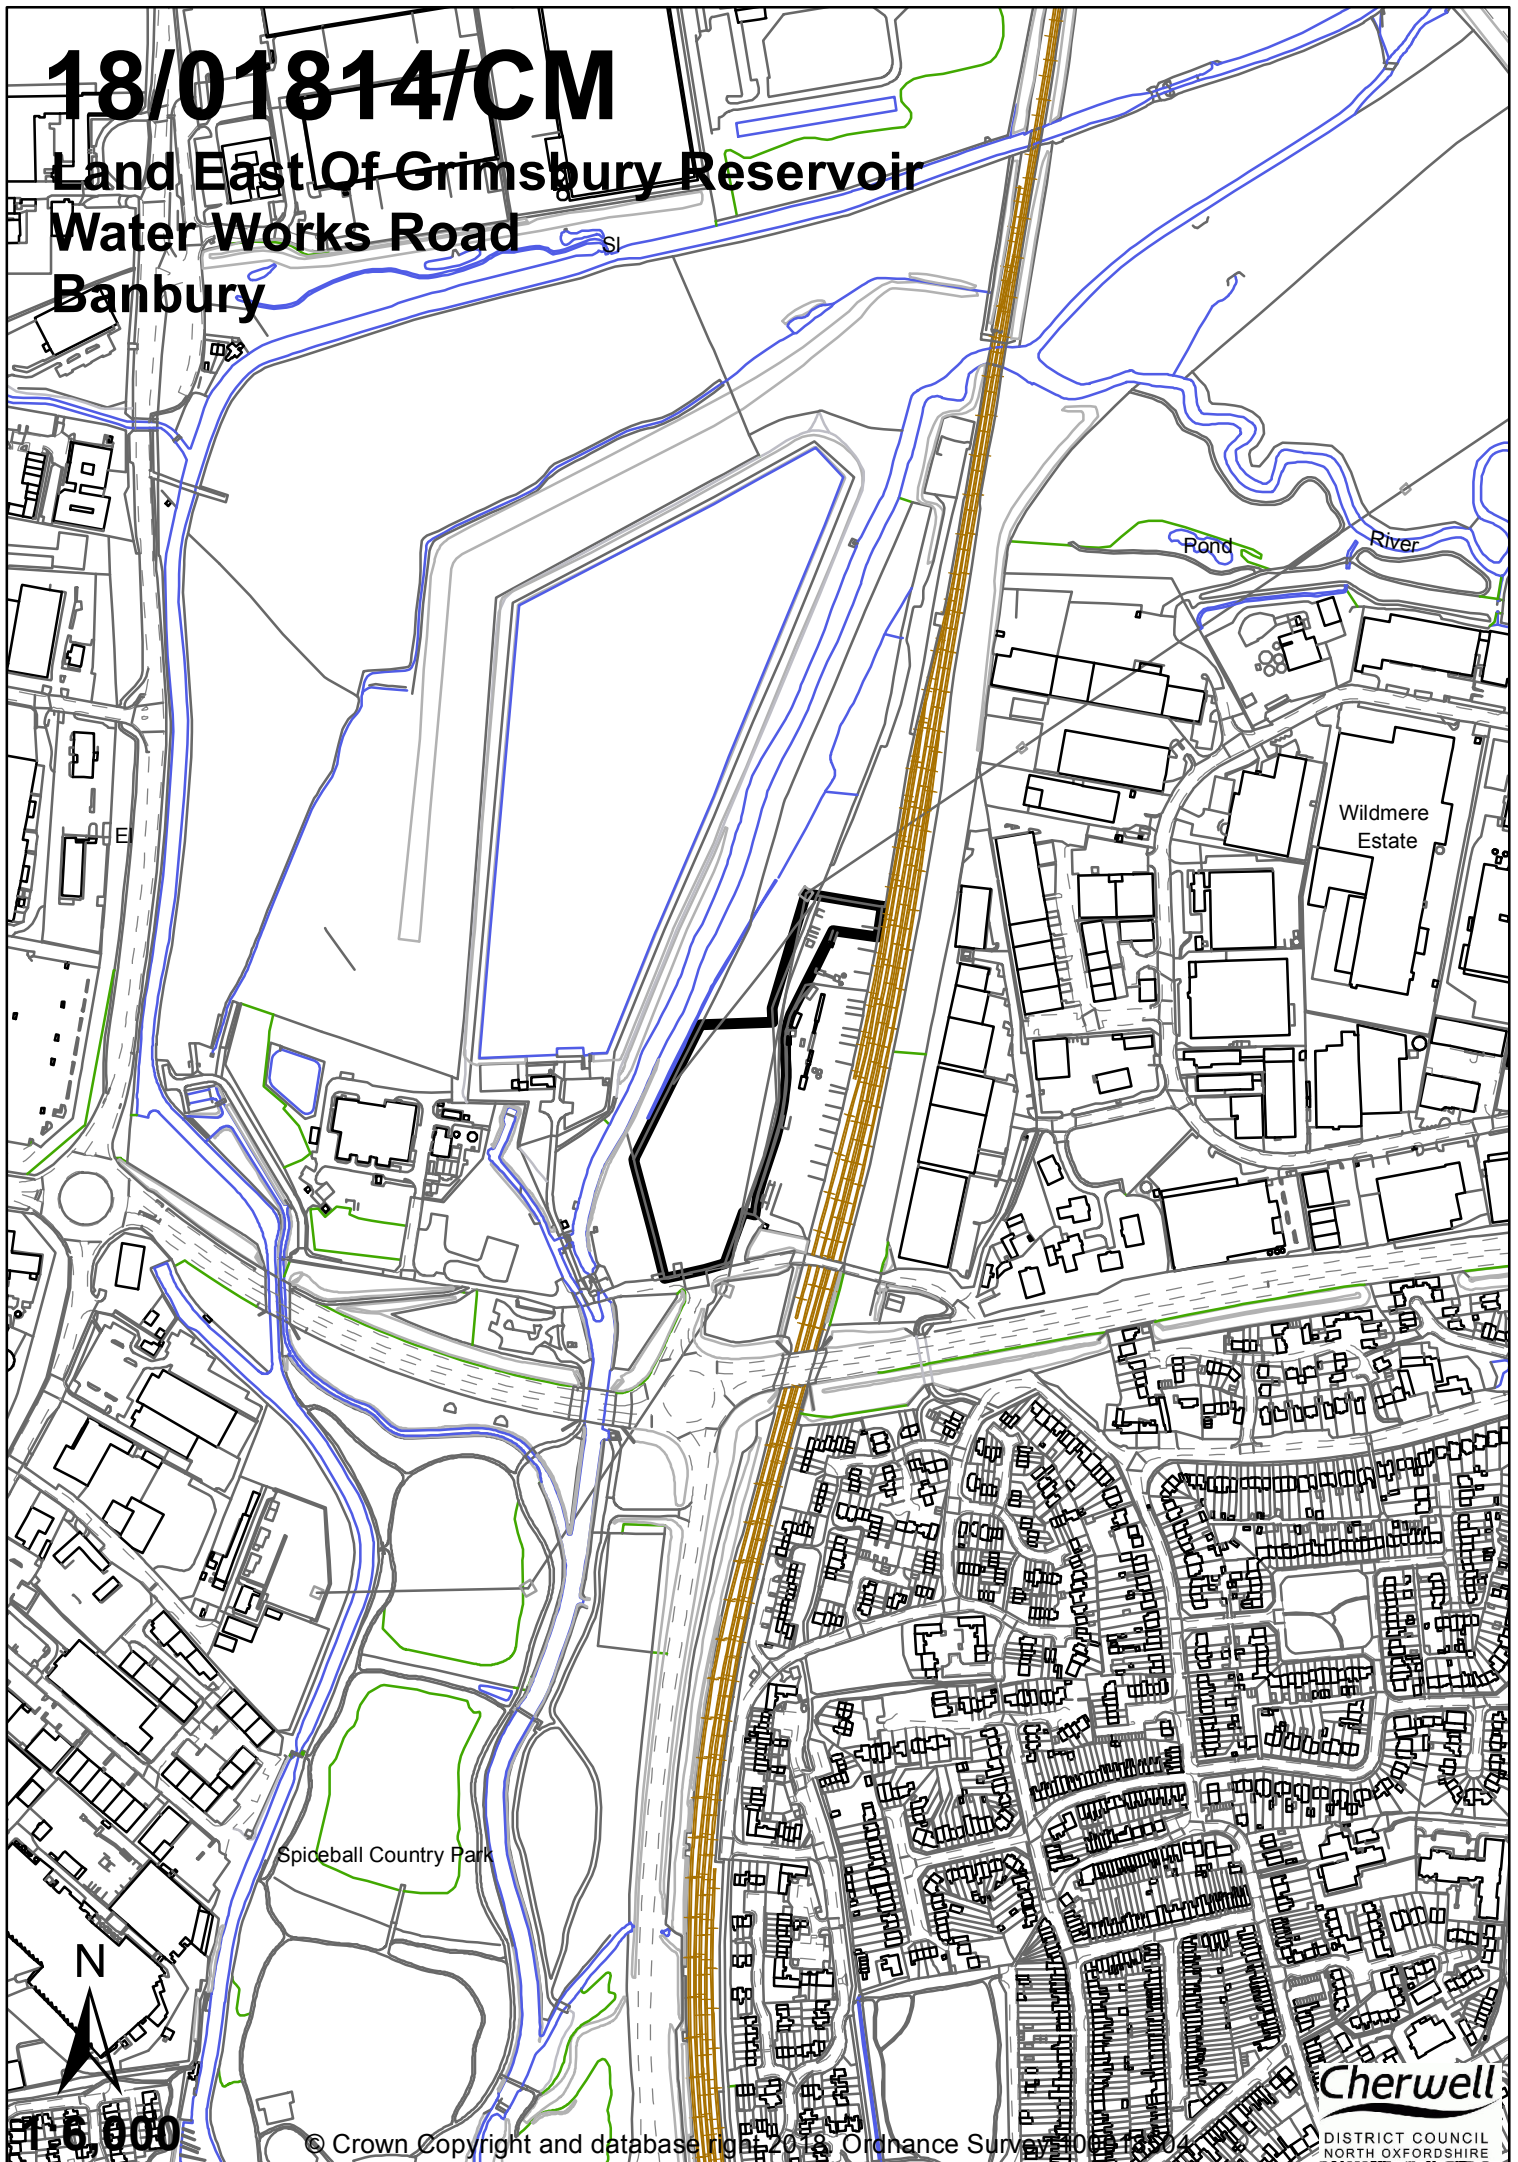 18/01814/CM
Land East Of Grimsbury Reservoir
Water Works Road
Banbury
Sl
Pond
River
Wildmere
Estate
El
Spiceball Country Park
N
1:6,000
© Crown Copyright and database right 2018. Ordnance Survey 100018504
Cherwell
DISTRICT COUNCIL
NORTH OXFORDSHIRE